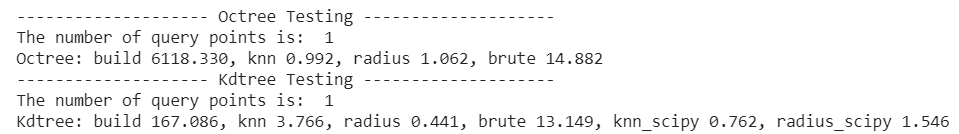 -------------------- Octree Testing --------------------
The number of query points is:  1
Octree: build 6118.330, knn 0.992, radius 1.062, brute 14.882
-------------------- Kdtree Testing --------------------
The number of query points is:  1
Kdtree: build 167.086, knn 3.766, radius 0.441, brute 13.149, knn_scipy 0.762, radius_scipy 1.546